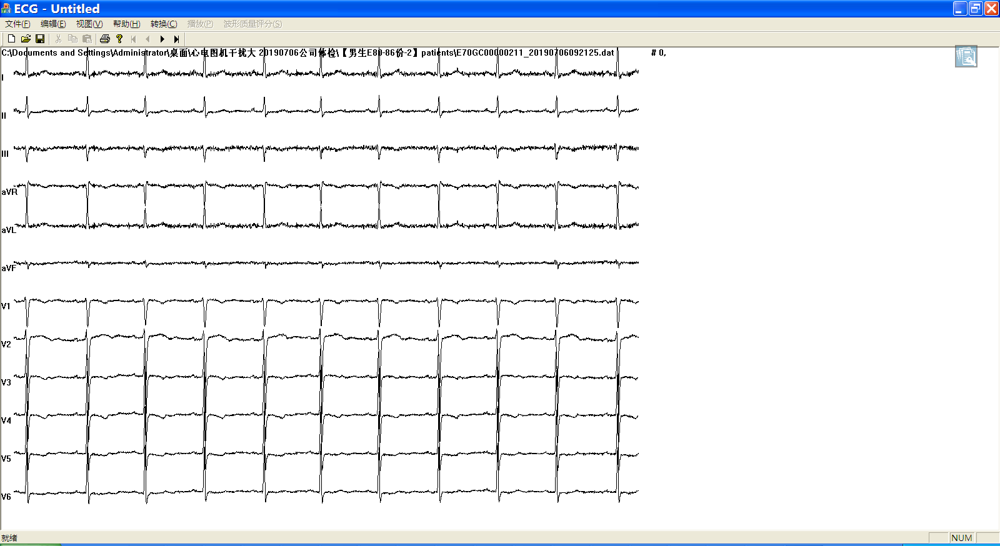 ECG - Untitled
文件(F) 编辑(E) 视图(V) 帮助(H) 转换(C) 播放(P) 波形质量评分(S)
C:\Documents and Settings\Administrator\桌面\心电图机干扰大 20190706公司体检\【男生E80-86份-2】patients\E70GC00000211_20190706092125.dat # 0,
I
II
III
aVR
aVL
aVF
V1
V2
V3
V4
V5
V6
就绪 NUM